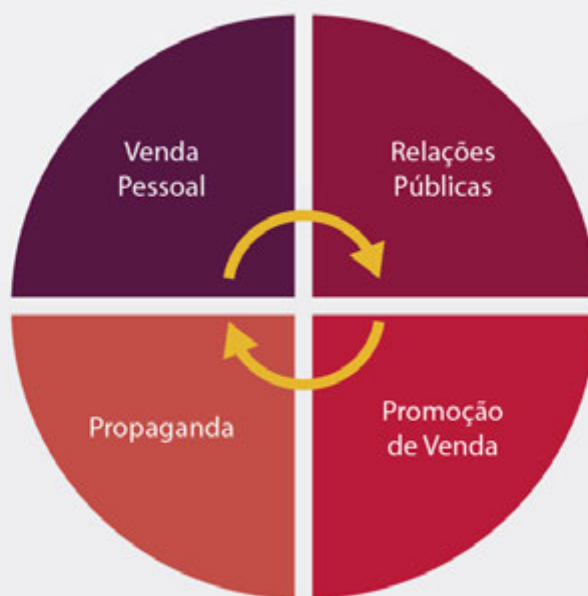 Venda
Pessoal
Relações
Públicas
Propaganda
Promoção
de Venda